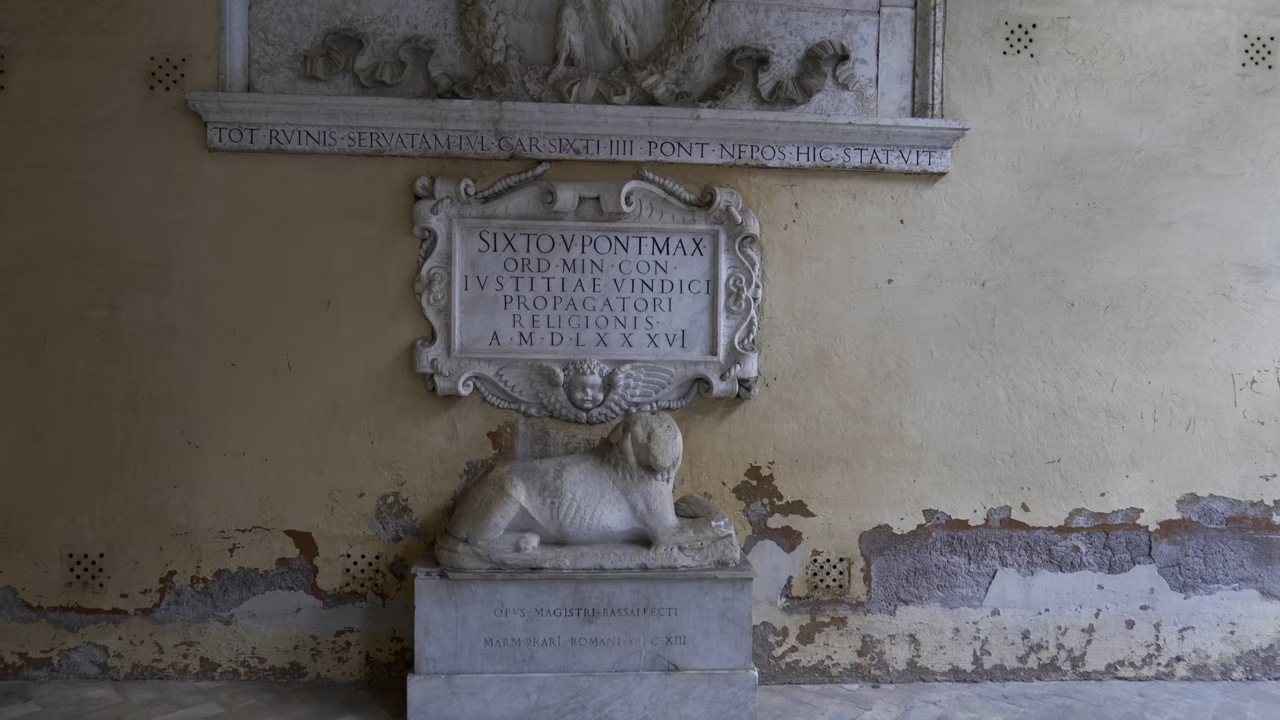 TOT·RVINIS·SERVATAM·IVL·CAR·SIXTI·IIII·PONT·NEPOS·HIC·STATVIT
SIXTO·V·PONT·MAX·
ORD·MIN·CON·
IVSTITIAE VINDICI
PROPAGATORI
RELIGIONIS·
A·M·D·LXXXVI
OPVS MAGISTRI BASSALLECTI
MARMORARI ROMANI C·XIII